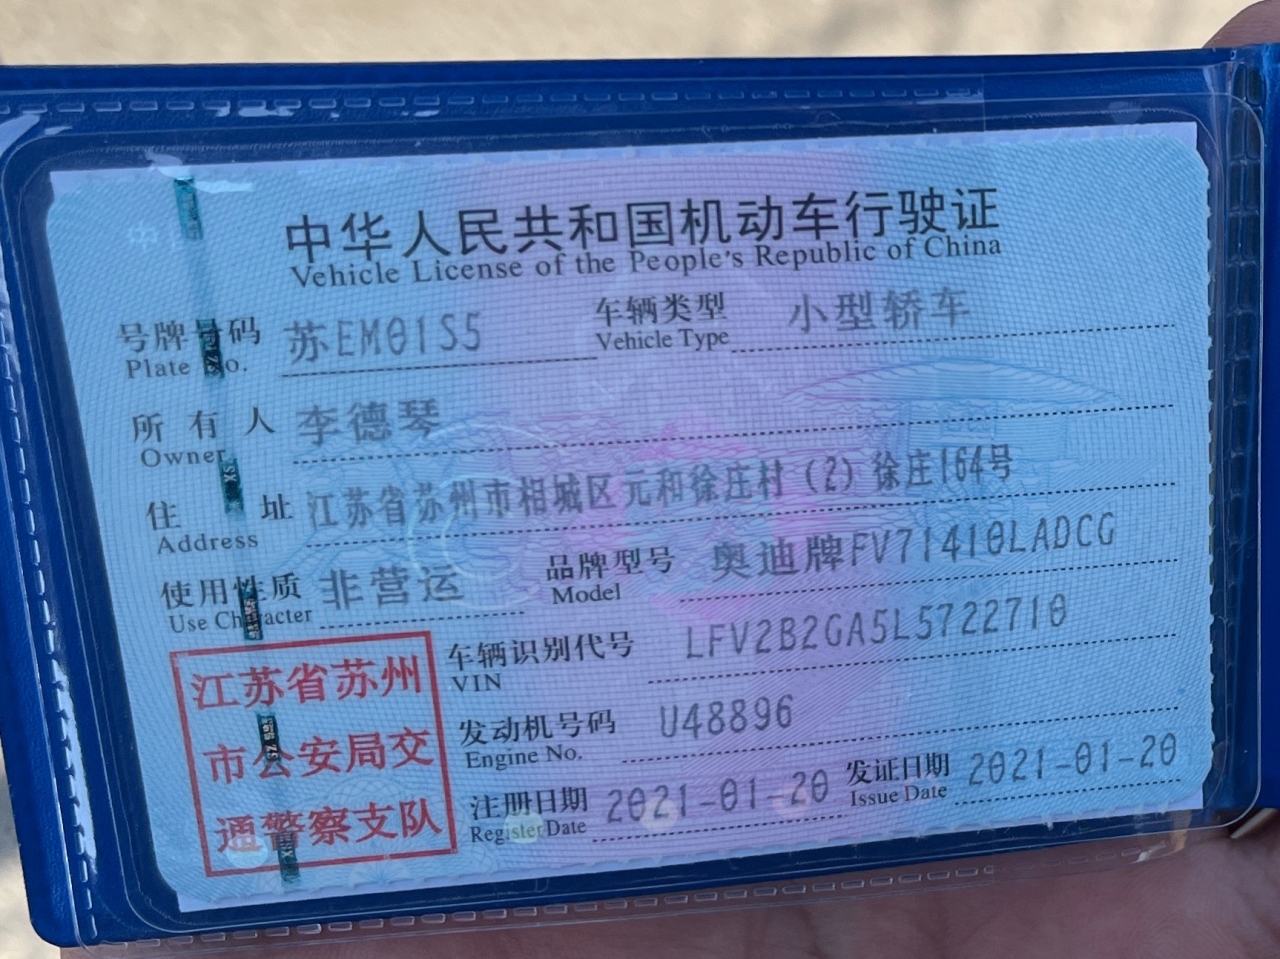 中华人民共和国机动车行驶证
Vehicle License of the People's Republic of China
号牌号码 苏EM01S5 车辆类型 小型轿车
Plate No. Vehicle Type
所有人 李德琴
Owner
住址 江苏省苏州市相城区元和徐庄村（2）徐庄164号
Address
使用性质 非营运 品牌型号 奥迪牌FV71410LADCG
Use Character Model
车辆识别代号 LFV2B2GA5L5722710
VIN
发动机号码 U48896
Engine No.
注册日期 2021-01-20 发证日期 2021-01-20
Register Date Issue Date
江苏省苏州
市公安局交
通警察支队